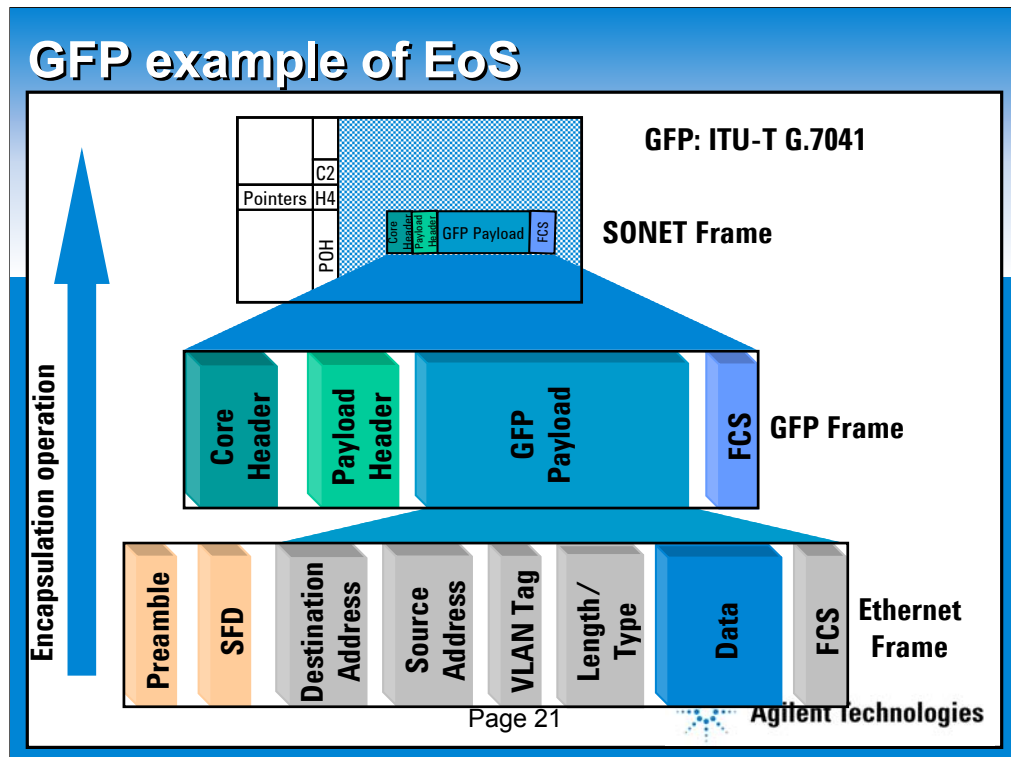 GFP example of EoS
GFP: ITU-T G.7041
C2
Pointers
H4
POH
Core
Header
Payload
Header
GFP Payload
FCS
SONET Frame
Encapsulation operation
Core
Header
Payload
Header
GFP
Payload
FCS
GFP Frame
Preamble
SFD
Destination
Address
Source
Address
VLAN Tag
Length/
Type
Data
FCS
Ethernet
Frame
Page 21
Agilent Technologies